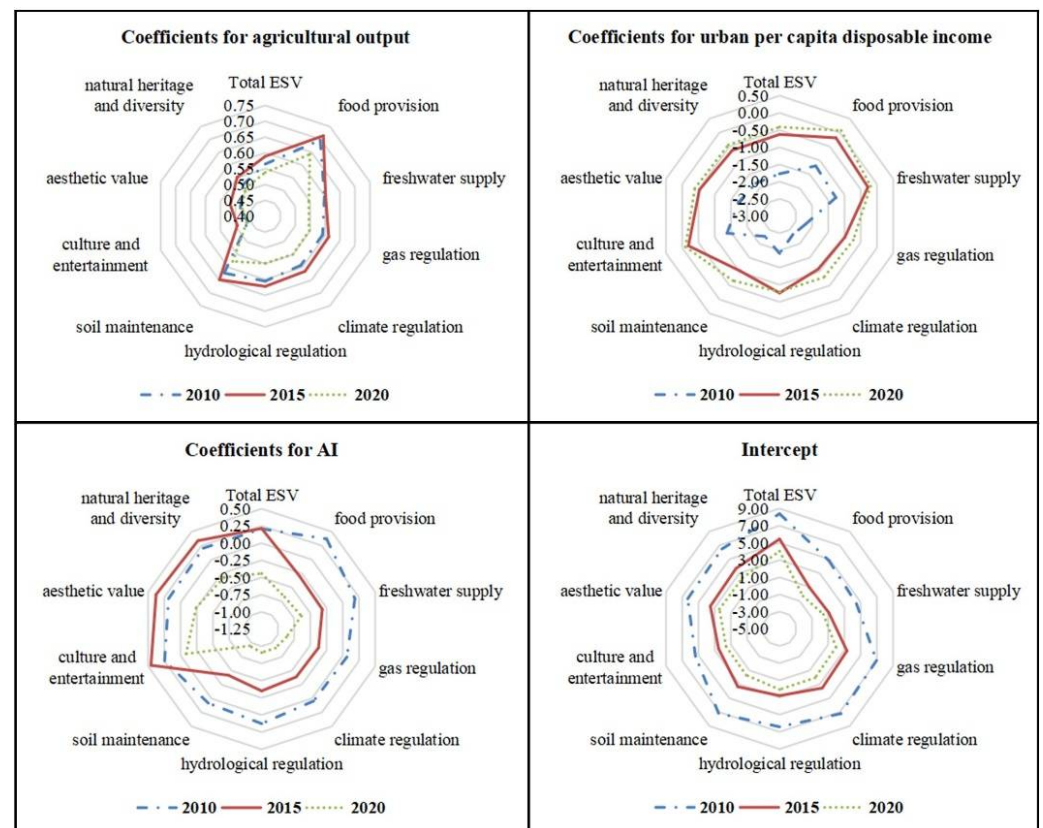 Coefficients for agricultural output
natural heritage
and diversity
Total ESV
food provision
freshwater supply
gas regulation
climate regulation
hydrological regulation
soil maintenance
culture and
entertainment
aesthetic value
0.75
0.70
0.65
0.60
0.55
0.50
0.45
0.40
2010
2015
2020
Coefficients for urban per capita disposable income
natural heritage
and diversity
Total ESV
food provision
freshwater supply
gas regulation
climate regulation
hydrological regulation
soil maintenance
culture and
entertainment
aesthetic value
0.50
0.00
-0.50
-1.00
-1.50
-2.00
-2.50
-3.00
2010
2015
2020
Coefficients for AI
natural heritage
and diversity
Total ESV
food provision
freshwater supply
gas regulation
climate regulation
hydrological regulation
soil maintenance
culture and
entertainment
aesthetic value
0.50
0.25
0.00
-0.25
-0.50
-0.75
-1.00
-1.25
2010
2015
2020
Intercept
natural heritage
and diversity
Total ESV
food provision
freshwater supply
gas regulation
climate regulation
hydrological regulation
soil maintenance
culture and
entertainment
aesthetic value
9.00
7.00
5.00
3.00
1.00
-1.00
-3.00
-5.00
2010
2015
2020